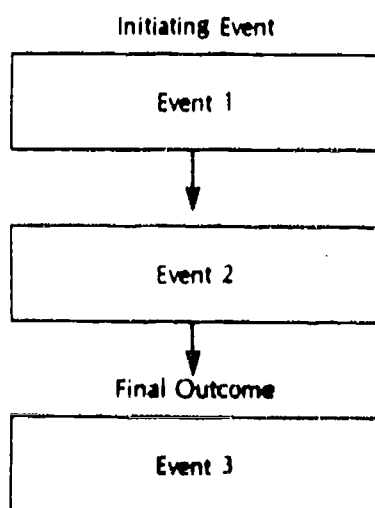 Initiating Event
Event 1
Event 2
Final Outcome
Event 3